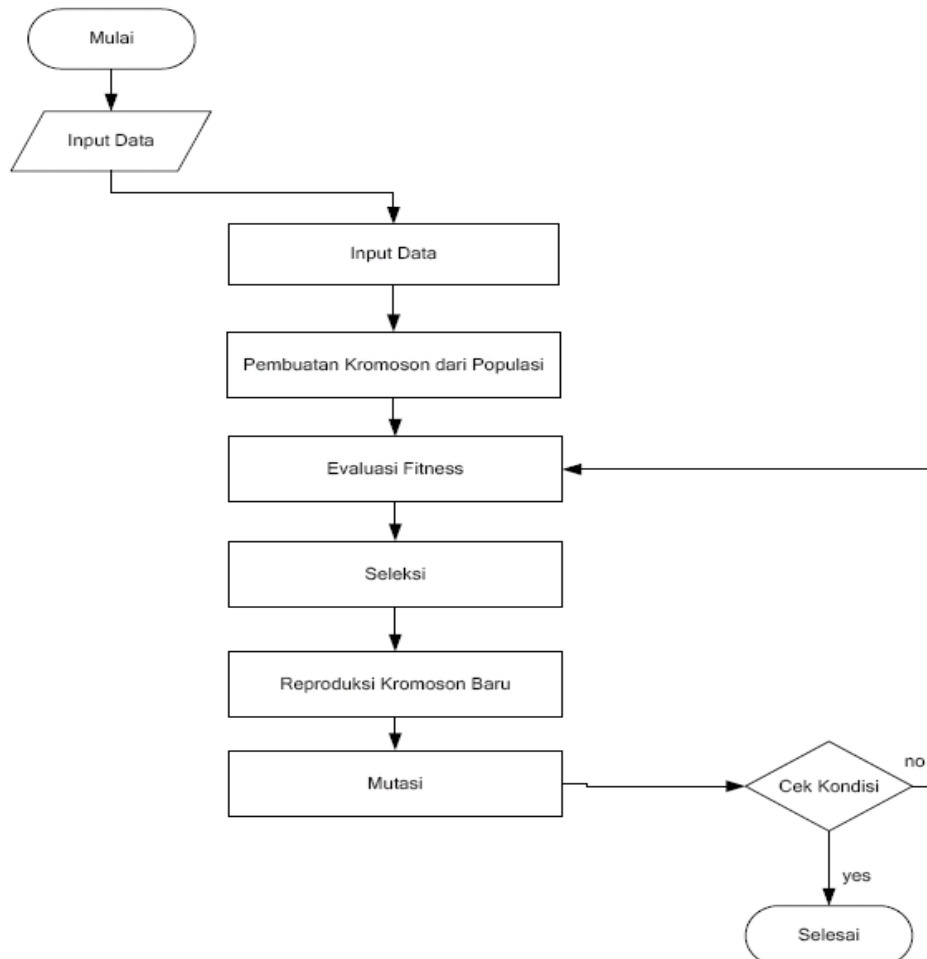 Mulai
Input Data
Input Data
Pembuatan Kromoson dari Populasi
Evaluasi Fitness
Seleksi
Reproduksi Kromoson Baru
Mutasi
Cek Kondisi
no
yes
Selesai